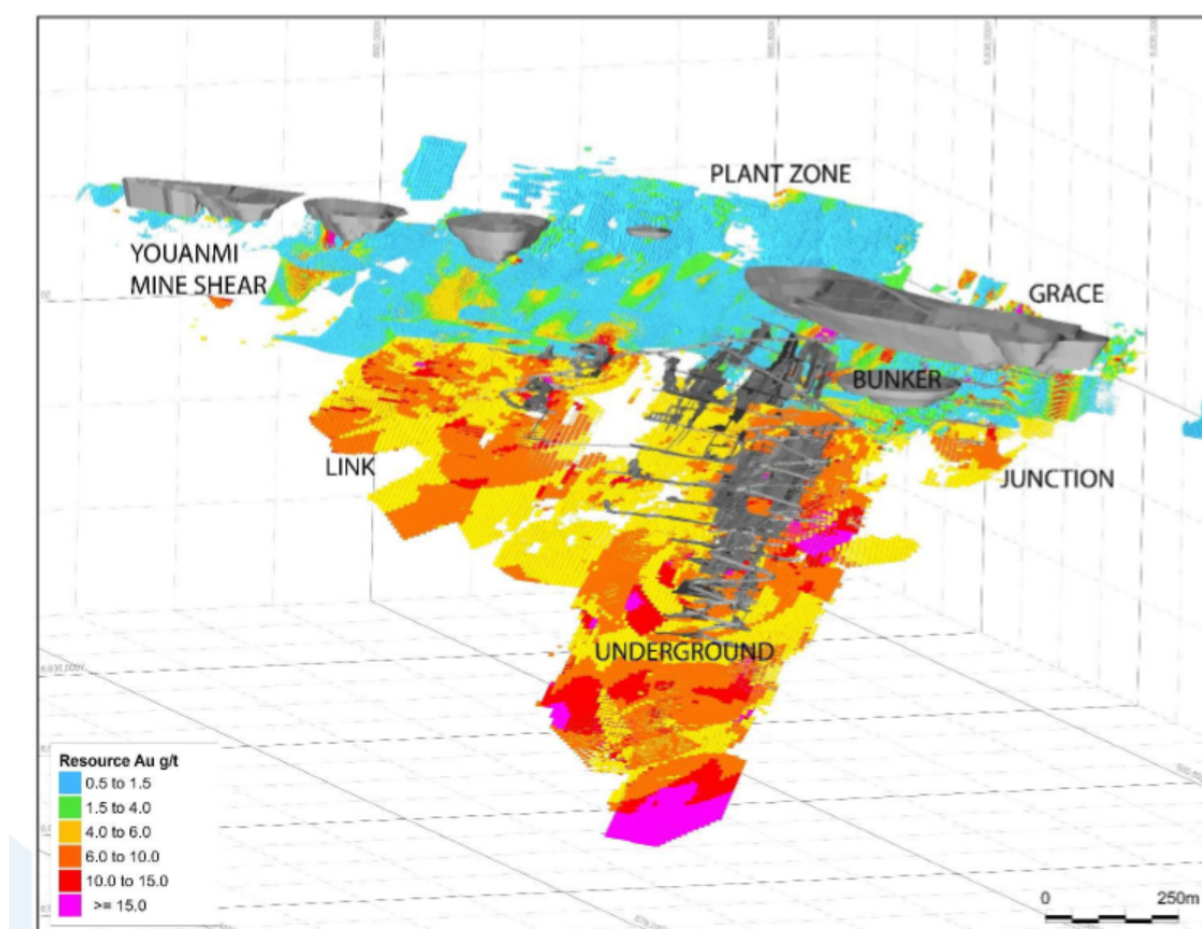 PLANT ZONE
YOUANMI
MINE SHEAR
GRACE
BUNKER
LINK
JUNCTION
UNDERGROUND
Resource Au g/t
0.5 to 1.5
1.5 to 4.0
4.0 to 6.0
6.0 to 10.0
10.0 to 15.0
>= 15.0
0 250m